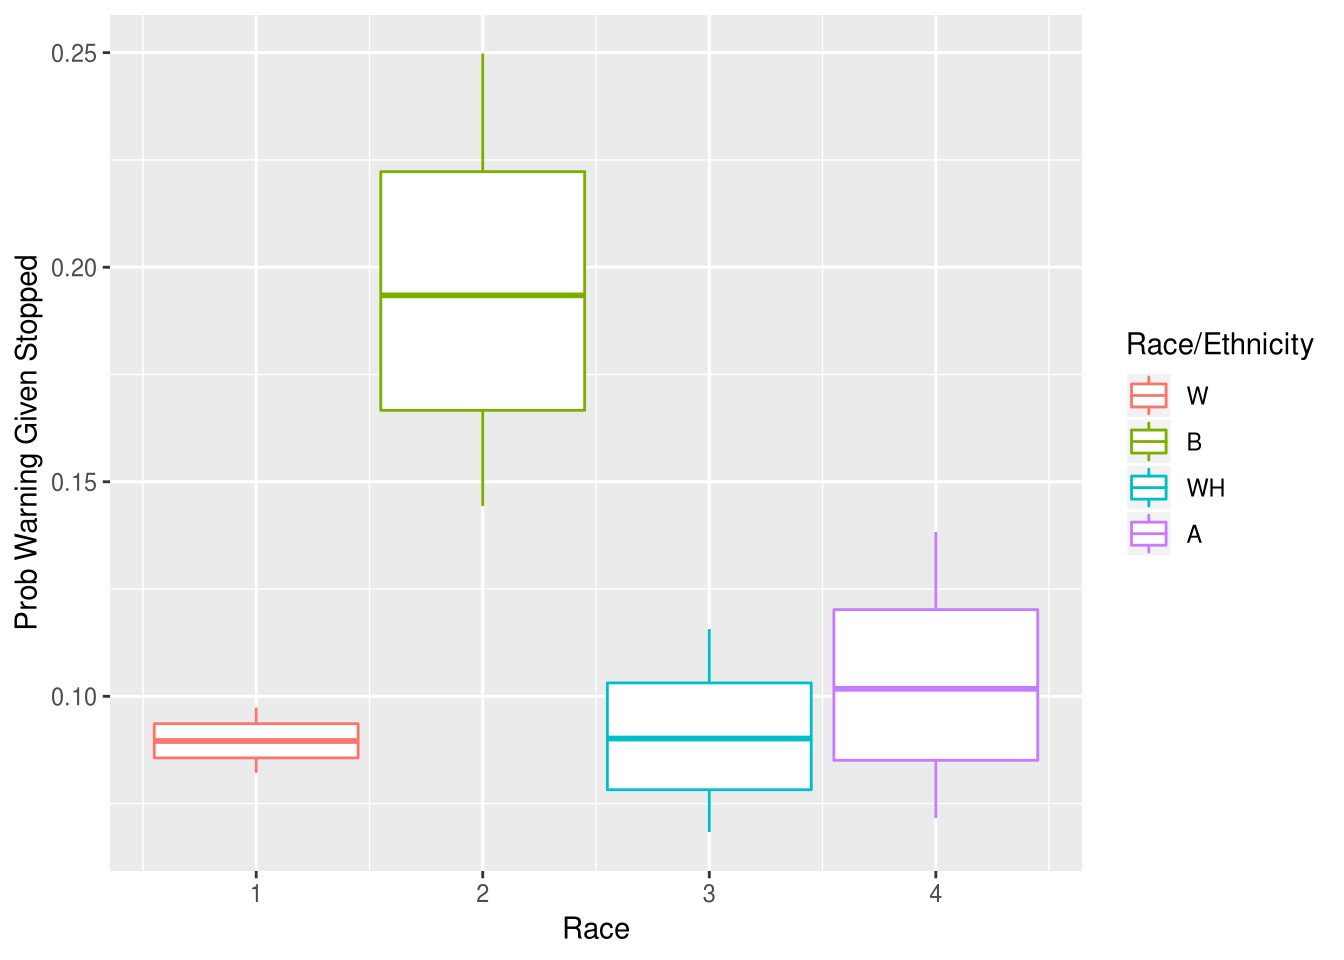 0.25
0.20
0.15
0.10
Prob Warning Given Stopped
1 2 3 4
Race
Race/Ethnicity
W
B
WH
A